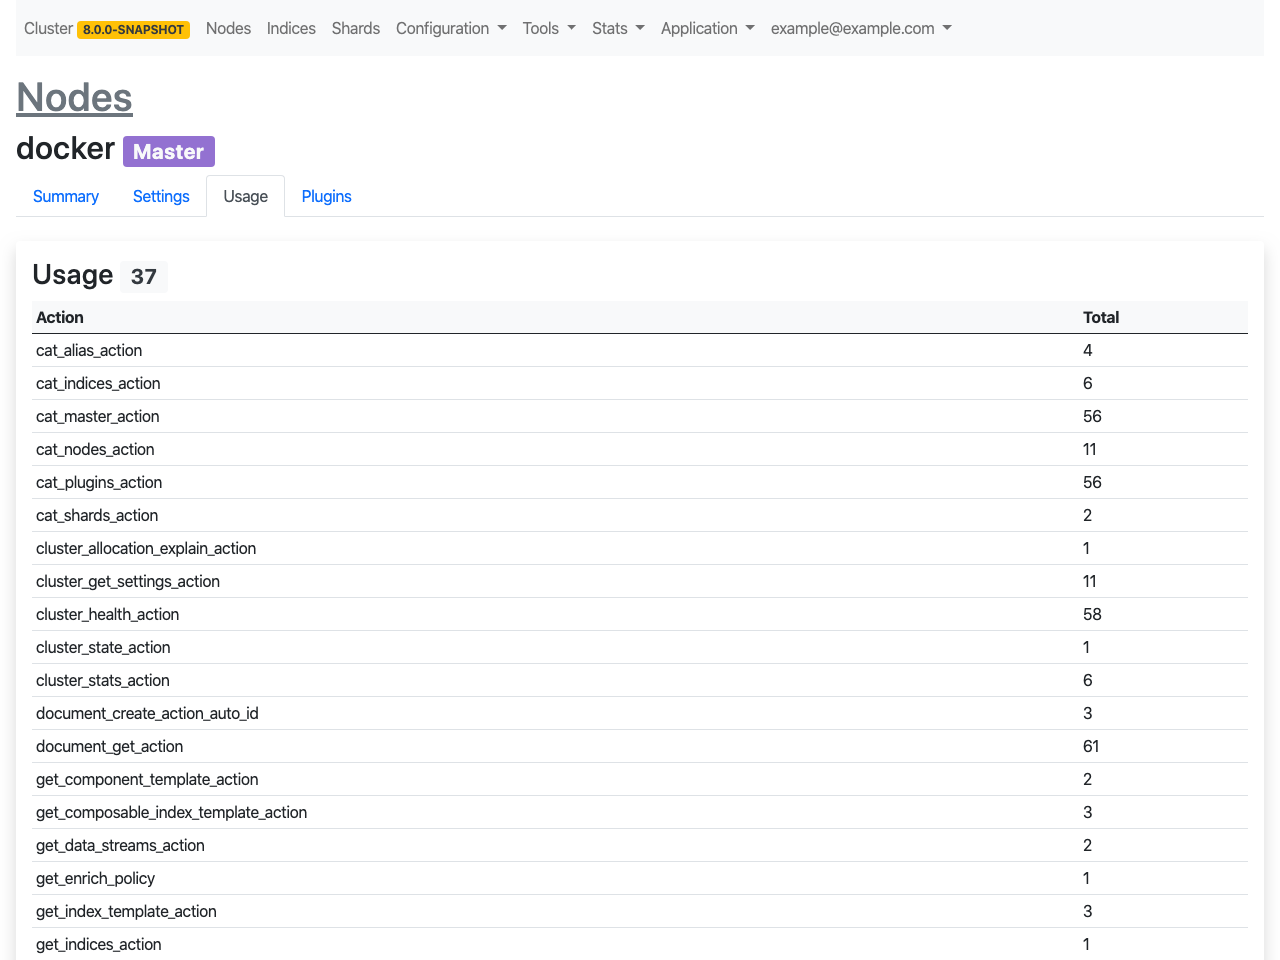 Cluster 8.0.0-SNAPSHOT Nodes Indices Shards Configuration Tools Stats Application example@example.com
Nodes
docker Master
Summary Settings Usage Plugins
Usage 37
Action Total
cat_alias_action 4
cat_indices_action 6
cat_master_action 56
cat_nodes_action 11
cat_plugins_action 56
cat_shards_action 2
cluster_allocation_explain_action 1
cluster_get_settings_action 11
cluster_health_action 58
cluster_state_action 1
cluster_stats_action 6
document_create_action_auto_id 3
document_get_action 61
get_component_template_action 2
get_composable_index_template_action 3
get_data_streams_action 2
get_enrich_policy 1
get_index_template_action 3
get_indices_action 1